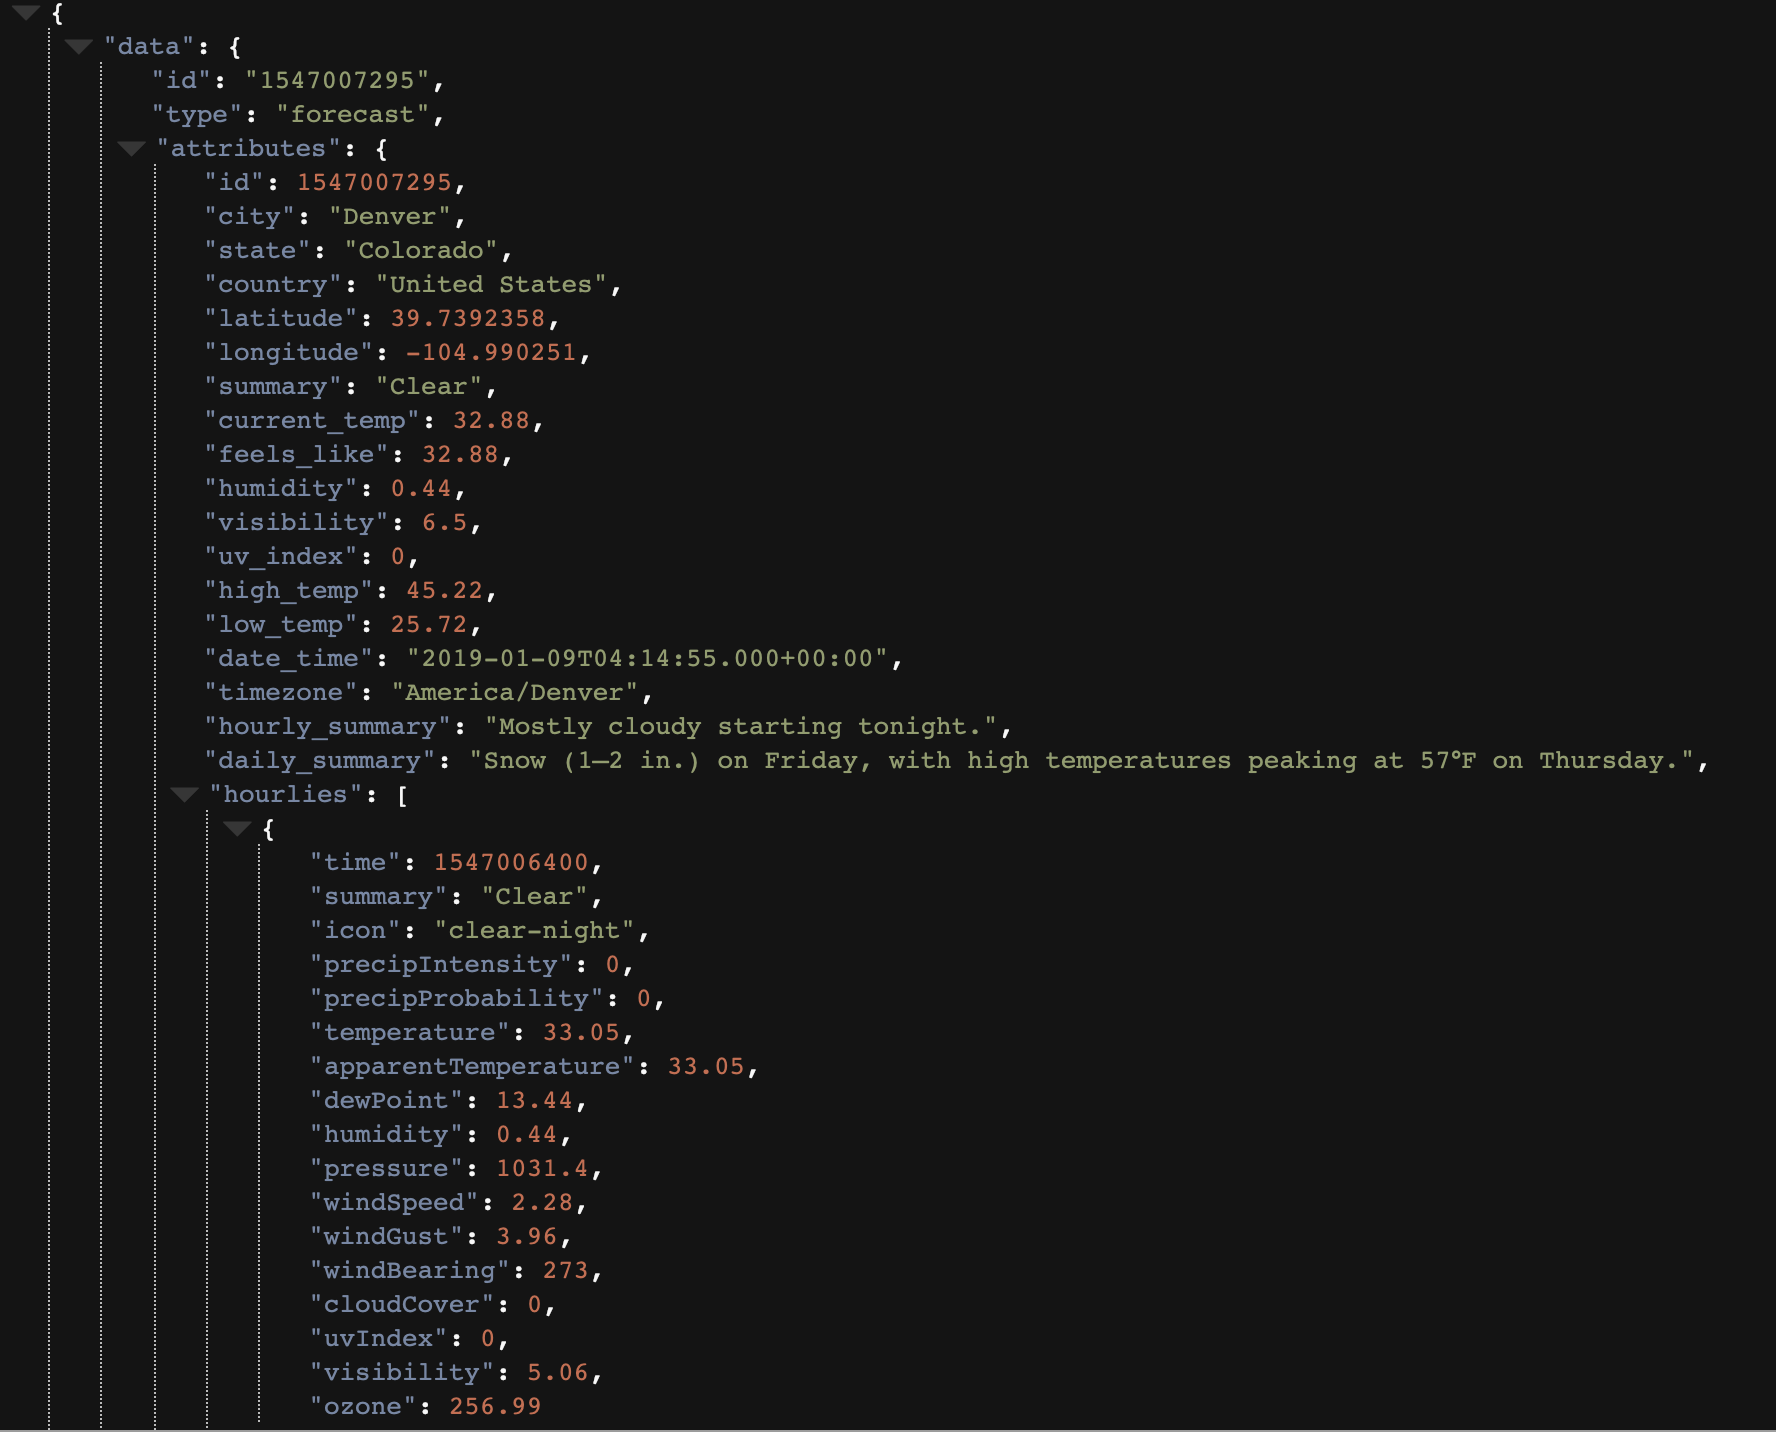 {
"data": {
"id": "1547007295",
"type": "forecast",
"attributes": {
"id": 1547007295,
"city": "Denver",
"state": "Colorado",
"country": "United States",
"latitude": 39.7392358,
"longitude": -104.990251,
"summary": "Clear",
"current_temp": 32.88,
"feels_like": 32.88,
"humidity": 0.44,
"visibility": 6.5,
"uv_index": 0,
"high_temp": 45.22,
"low_temp": 25.72,
"date_time": "2019-01-09T04:14:55.000+00:00",
"timezone": "America/Denver",
"hourly_summary": "Mostly cloudy starting tonight.",
"daily_summary": "Snow (1–2 in.) on Friday, with high temperatures peaking at 57°F on Thursday.",
"hourlies": [
{
"time": 1547006400,
"summary": "Clear",
"icon": "clear-night",
"precipIntensity": 0,
"precipProbability": 0,
"temperature": 33.05,
"apparentTemperature": 33.05,
"dewPoint": 13.44,
"humidity": 0.44,
"pressure": 1031.4,
"windSpeed": 2.28,
"windGust": 3.96,
"windBearing": 273,
"cloudCover": 0,
"uvIndex": 0,
"visibility": 5.06,
"ozone": 256.99